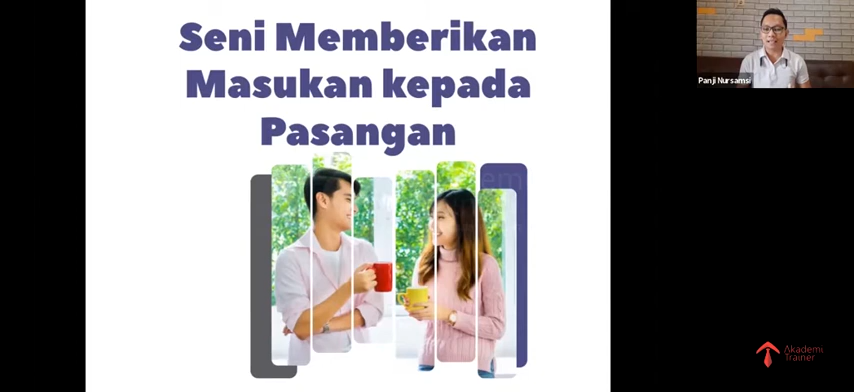 Seni Memberikan
Masukan kepada
Pasangan
Panji Nursamsi
Akademi
Trainer